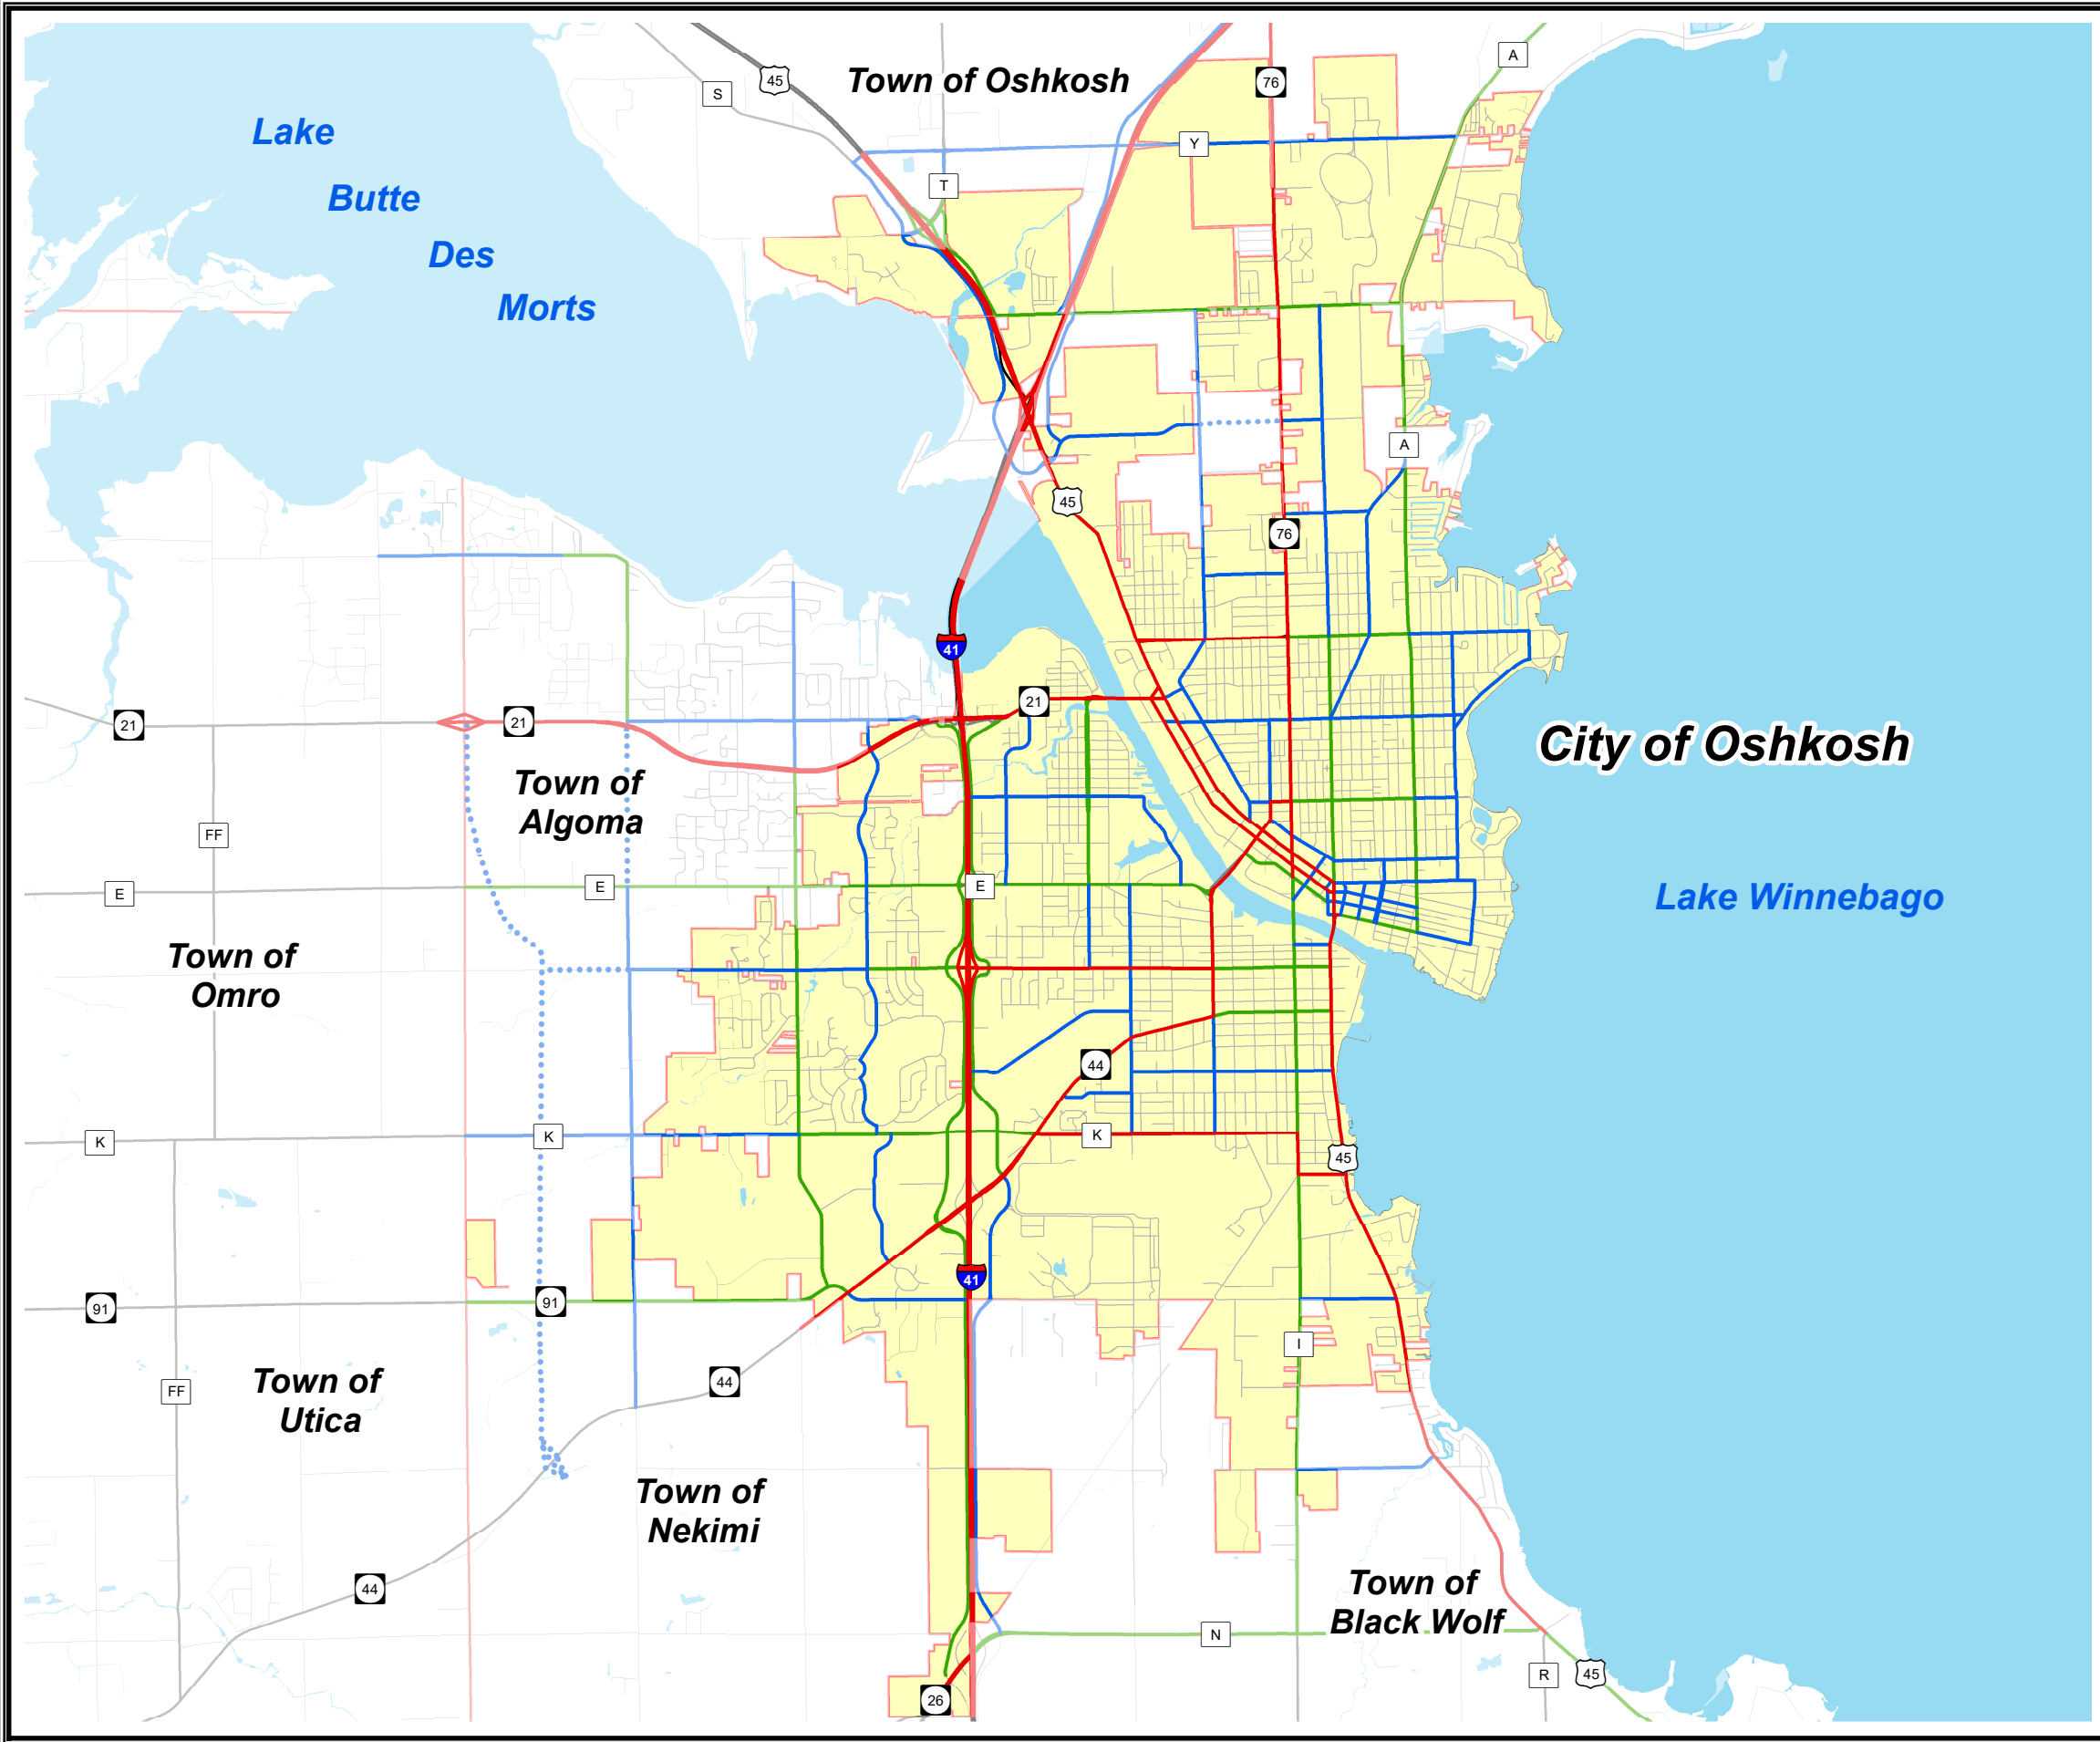 A
45
Town of Oshkosh
76
S
Lake
Y
T
Butte
Des
Morts
A
45
76
41
21
21
21
City of Oshkosh
Town of
Algoma
FF
E
E
E
Lake Winnebago
Town of
Omro
44
K
K
K
45
41
91
91
I
FF
44
Town of
Utica
Town of
Nekimi
44
Town of
Black Wolf
N
R
45
26